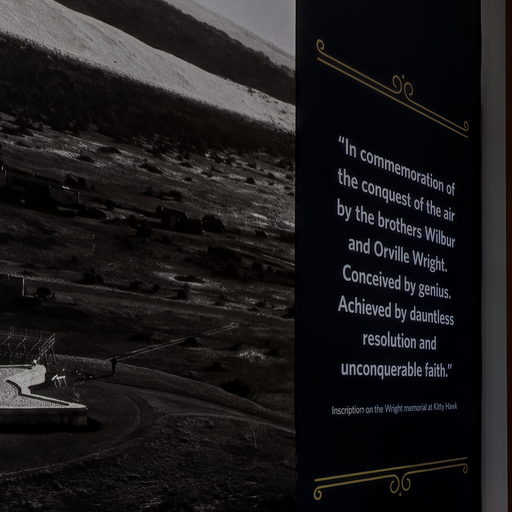 “In commemoration of
the conquest of the air
by the brothers Wilbur
and Orville Wright.
Conceived by genius.
Achieved by dauntless
resolution and
unconquerable faith.”
Inscription on the Wright memorial at Kitty Hawk